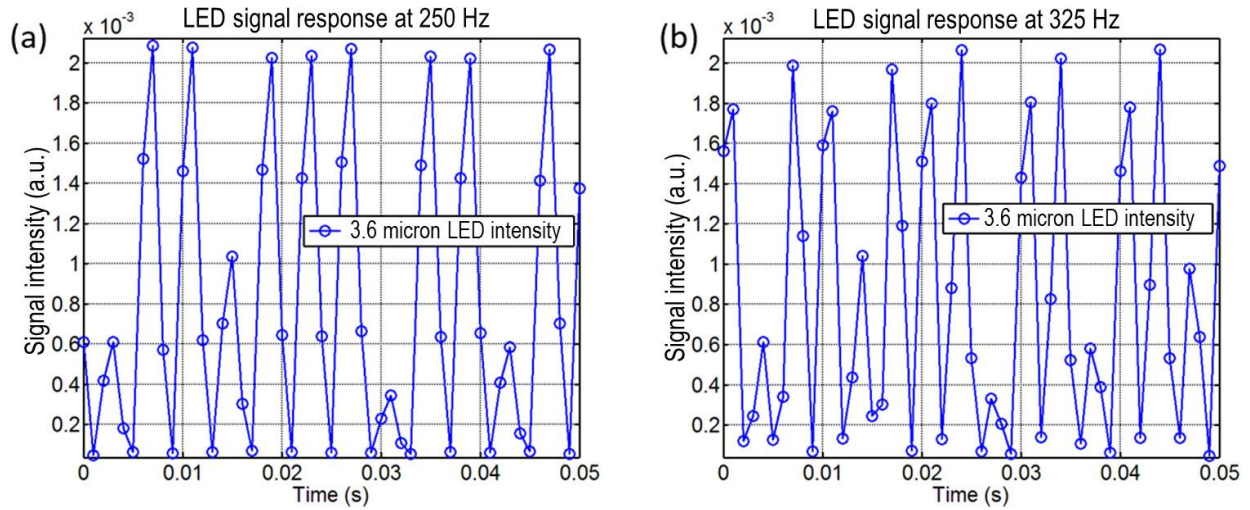 (a)
x 10-3
LED signal response at 250 Hz
2
1.8
1.6
1.4
1.2
1
0.8
0.6
0.4
0.2
Signal intensity (a.u.)
3.6 micron LED intensity
0 0.01 0.02 0.03 0.04 0.05
Time (s)
(b)
x 10-3
LED signal response at 325 Hz
2
1.8
1.6
1.4
1.2
1
0.8
0.6
0.4
0.2
Signal intensity (a.u.)
3.6 micron LED intensity
0 0.01 0.02 0.03 0.04 0.05
Time (s)